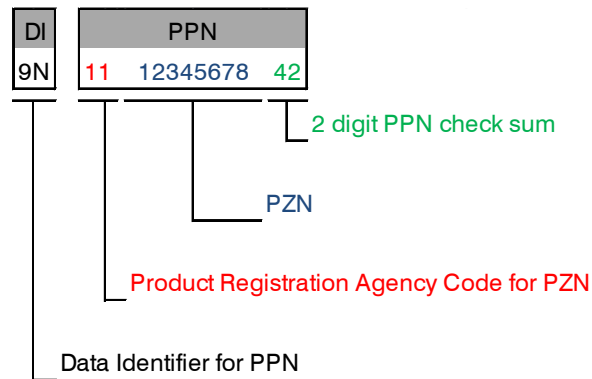 DI PPN
9N 11 12345678 42
2 digit PPN check sum
PZN
Product Registration Agency Code for PZN
Data Identifier for PPN